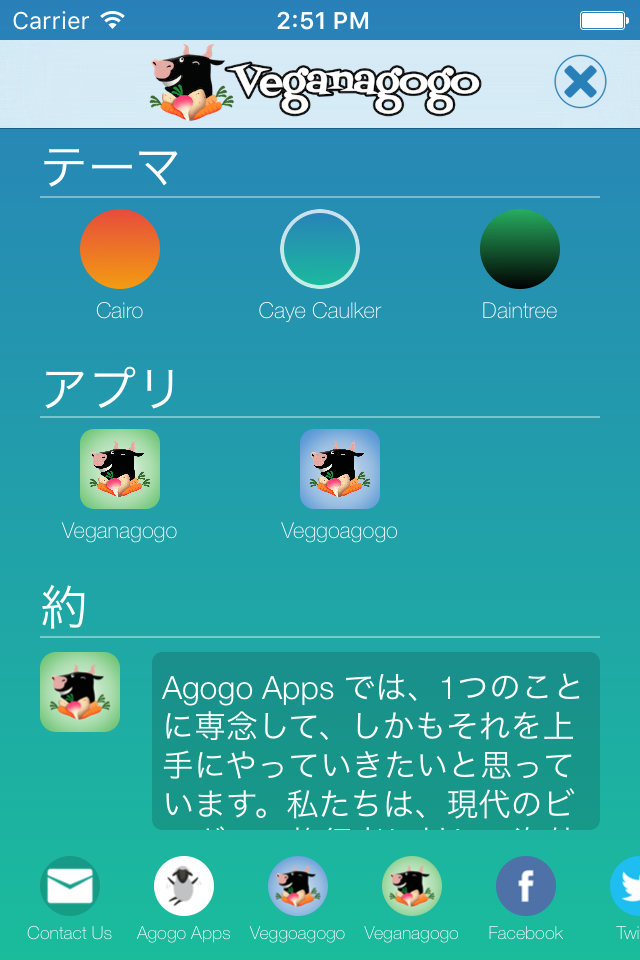 Carrier 2:51 PM
Veganagogo
テーマ
Cairo Caye Caulker Daintree
アプリ
Veganagogo Veggoagogo
約
Agogo Apps では、1つのこと
に専念して、しかもそれを上
手にやっていきたいと思って
います。私たちは、現代のビ
Contact Us Agogo Apps Veggoagogo Veganagogo Facebook Twi